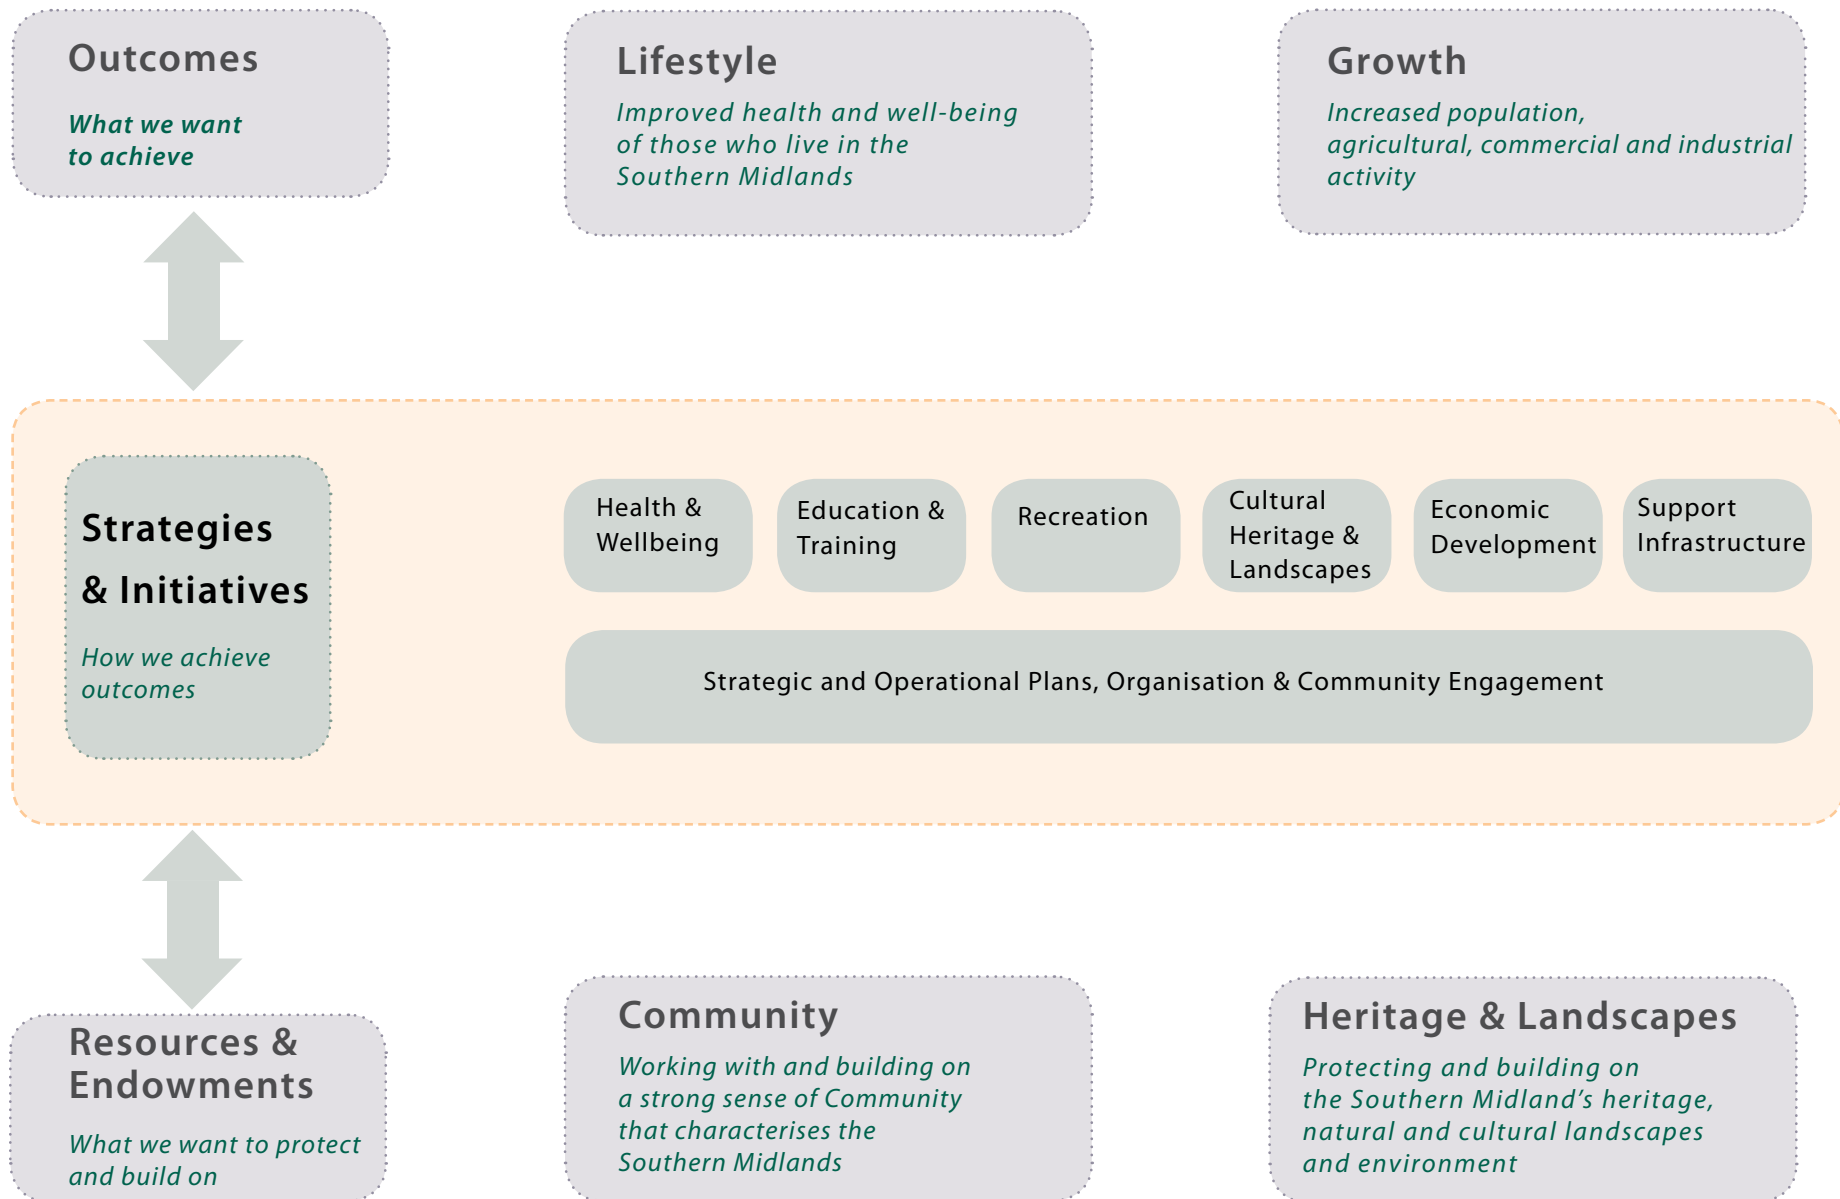 Outcomes
What we want
to achieve
Lifestyle
Improved health and well-being
of those who live in the
Southern Midlands
Growth
Increased population,
agricultural, commercial and industrial
activity
Strategies
& Initiatives
How we achieve
outcomes
Health &
Wellbeing
Education &
Training
Recreation
Cultural
Heritage &
Landscapes
Economic
Development
Support
Infrastructure
Strategic and Operational Plans, Organisation & Community Engagement
Resources &
Endowments
What we want to protect
and build on
Community
Working with and building on
a strong sense of Community
that characterises the
Southern Midlands
Heritage & Landscapes
Protecting and building on
the Southern Midland’s heritage,
natural and cultural landscapes
and environment